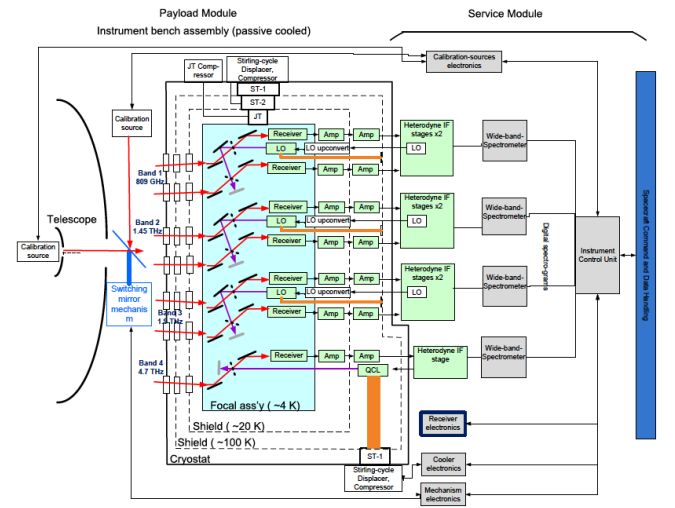 Payload Module
Service Module
Instrument bench assembly (passive cooled)
JT Comp-
ressor
Stirling-cycle
Displacer,
Compressor
ST-1
ST-2
JT
Calibration-sources
electronics
Calibration
source
Receiver
Amp
Amp
LO
LO upconvert
Receiver
Amp
Amp
Heterodyne IF
stages x2
LO
Wide-band-
Spectrometer
Band 1
809 GHz
Telescope
Calibration
source
Band 2
1.45 THz
Receiver
Amp
Amp
LO
LO upconvert
Receiver
Amp
Amp
Heterodyne IF
stages x2
LO
Wide-band-
Spectrometer
Digital spectro-grams
Instrument
Control Unit
Spacecraft Command and Data Handling
Switching
mirror
mechanis
m
Band 3
1.9 THz
Receiver
Amp
Amp
LO
LO upconvert
Receiver
Amp
Amp
Heterodyne IF
stages x2
LO
Wide-band-
Spectrometer
Band 4
4.7 THz
Receiver
Amp
Amp
QCL
Heterodyne IF
stage
Wide-band-
Spectrometer
Focal ass'y ( ~4 K)
Shield ( ~20 K)
Shield ( ~100 K)
Cryostat
ST-1
Stirling-cycle
Displacer,
Compressor
Receiver
electronics
Cooler
electronics
Mechanism
electronics